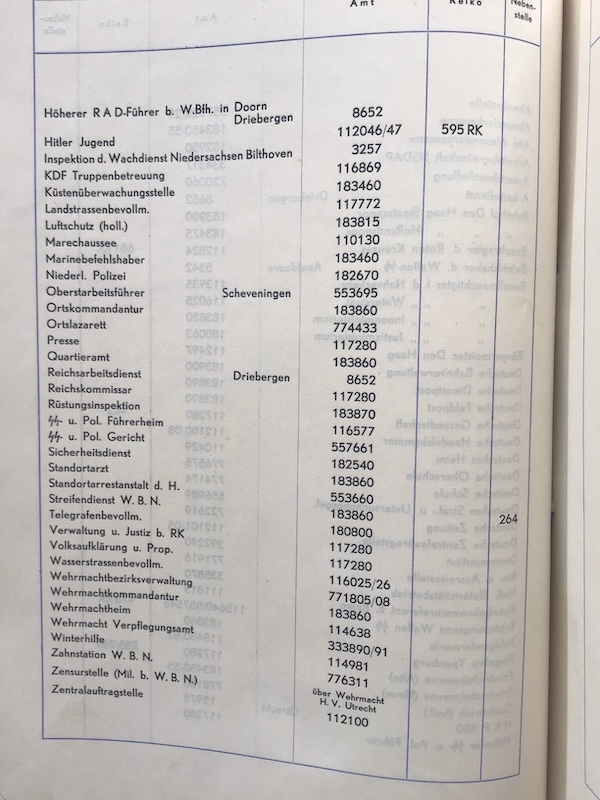 Amt Reiko Neben-
stelle
Höherer RAD-Führer b. W.Bfh. in Doorn
Driebergen 8652
Hitler Jugend 112046/47 595 RK
Inspektion d. Wachdienst Niedersachsen Bilthoven 3257
KDF Truppenbetreuung 116869
Küstenüberwachungsstelle 183460
Landstrassenbevollm. 117772
Luftschutz (holl.) 183815
Marechaussee 110130
Marinebefehlshaber 183460
Niederl. Polizei 182670
Oberstarbeitsführer Scheveningen 553695
Ortskommandantur 183860
Ortslazarett 774433
Presse 117280
Quartieramt 183860
Reichsarbeitsdienst Driebergen 8652
Reichskommissar 117280
Rüstungsinspektion 183870
SS- u. Pol. Führerheim 116577
SS- u. Pol. Gericht 557661
Sicherheitsdienst 182540
Standortarzt 183860
Standortarrestanstalt d. H. 553660
Streifendienst W. B. N. 183860 264
Telegrafenbevollm. 180800
Verwaltung u. Justiz b. RK 117280
Volksaufklärung u. Prop. 117280
Wasserstrassenbevollm. 116025/26
Wehrmachtbezirksverwaltung 771805/08
Wehrmachtkommandantur 183860
Wehrmachtheim 114638
Wehrmacht Verpflegungsamt 333890/91
Winterhilfe 114981
Zahnstation W. B. N. 776311
Zensurstelle (Mil. b. W. B. N.) über Wehrmacht
H. V. Utrecht
Zentralauftragstelle 112100